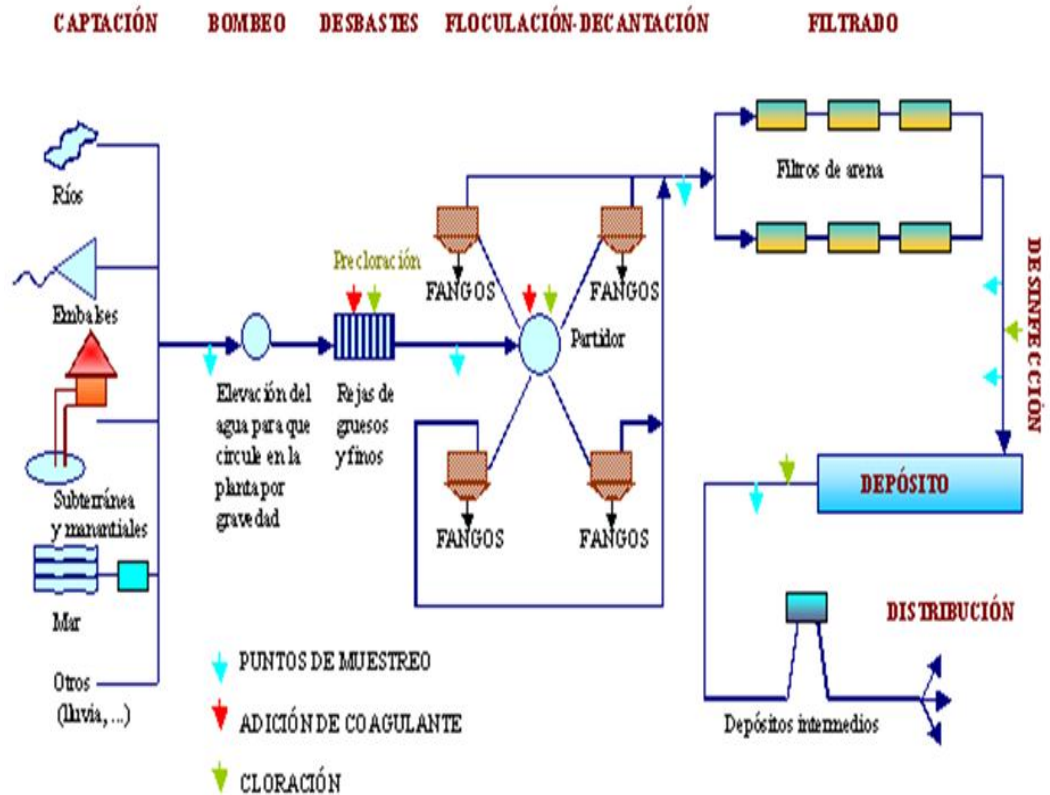 CAPTACIÓN
BOMBEO
DESBASTES
FLOCULACIÓN-DECANTACIÓN
FILTRADO
Ríos
Embalses
Subterránea
y manantiales
Mar
Otros
(lluvia, ...)
Elevación del
agua para que
circule en la
planta por
gravedad
Precloración
Rejas de
gruesos
y finos
FANGOS
FANGOS
Partidor
FANGOS
FANGOS
Filtros de arena
DESINFECCIÓN
DEPÓSITO
DISTRIBUCIÓN
Depósitos intermedios
PUNTOS DE MUESTREO
ADICIÓN DE COAGULANTE
CLORACIÓN